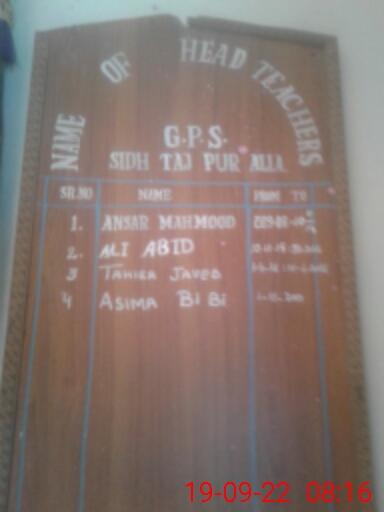 NAME OF HEAD TEACHERS
G.P.S.
SIDH TAJ PUR ALLA
SR.NO NAME FROM TO
1. ANSAR MAHMOOD
2. ALI ABID
3 TAHIRA JAVED
4 ASIMA BIBI
19-09-22 08:16